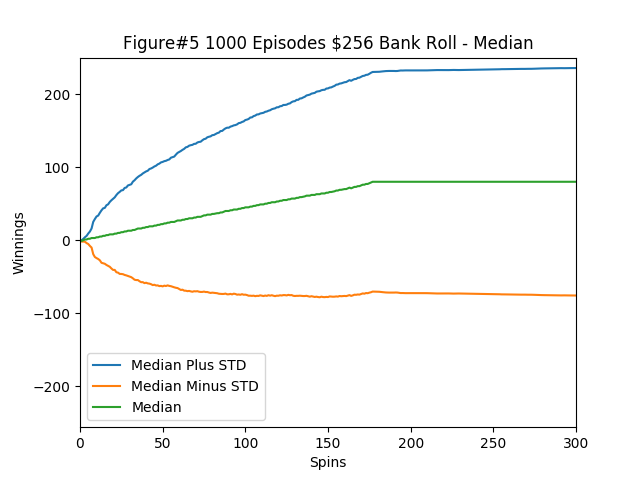 Figure#5 1000 Episodes $256 Bank Roll - Median
200
100
0
−100
−200
Winnings
Median Plus STD
Median Minus STD
Median
0 50 100 150 200 250 300
Spins